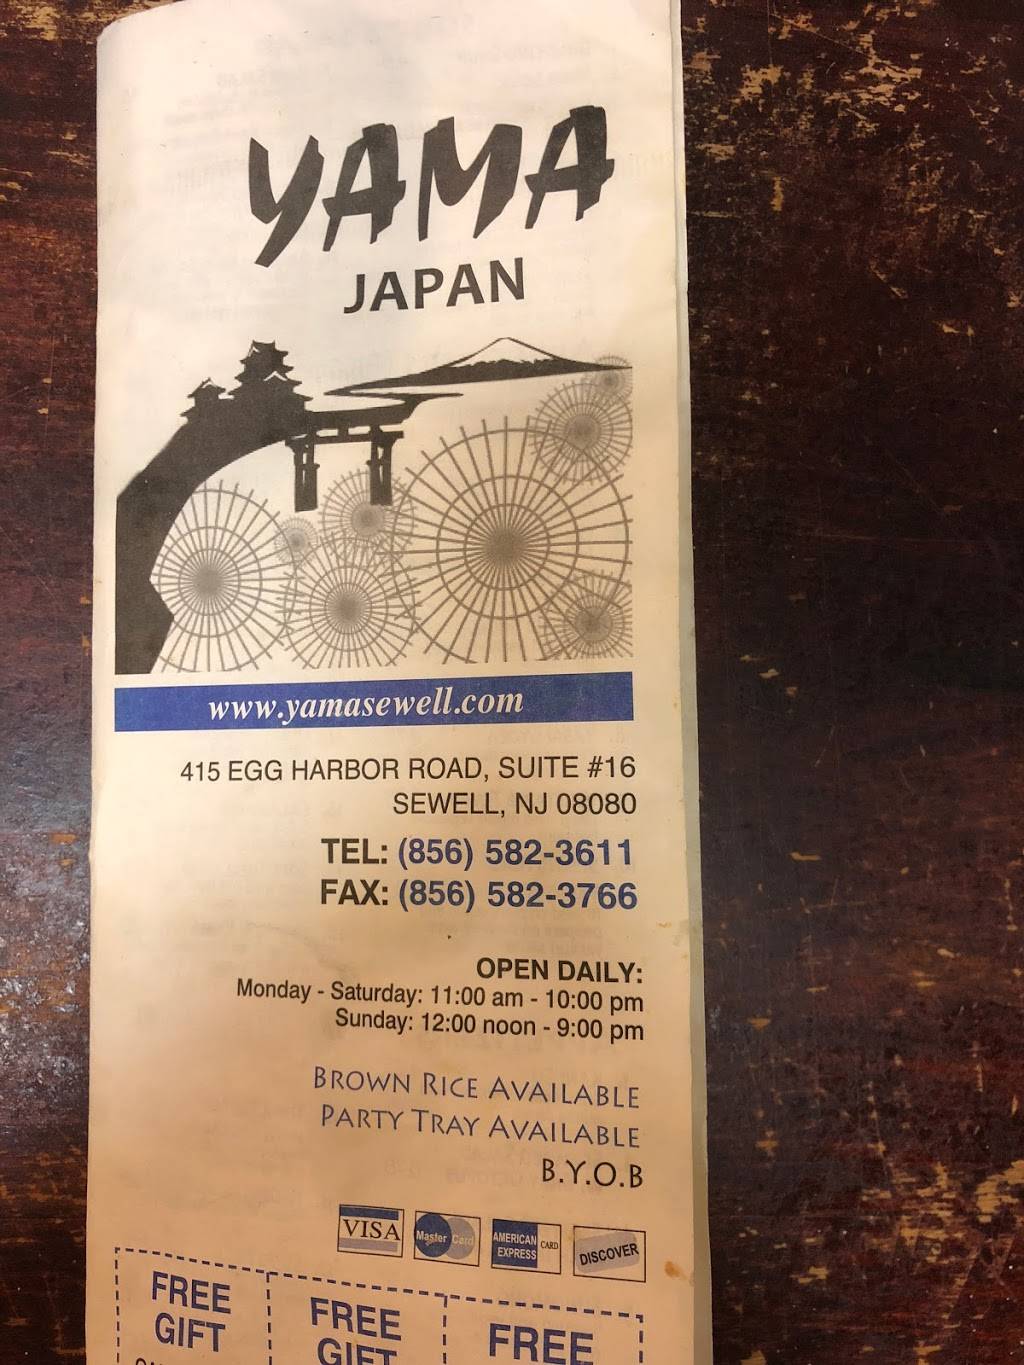 YAMA
JAPAN
www.yamasewell.com
415 EGG HARBOR ROAD, SUITE #16
SEWELL, NJ 08080
TEL: (856) 582-3611
FAX: (856) 582-3766
OPEN DAILY:
Monday - Saturday: 11:00 am - 10:00 pm
Sunday: 12:00 noon - 9:00 pm
BROWN RICE AVAILABLE
PARTY TRAY AVAILABLE
B.Y.O.B
VISA
Master Card
AMERICAN EXPRESS CARD
DISCOVER
FREE
GIFT
FREE
GIFT
FREE